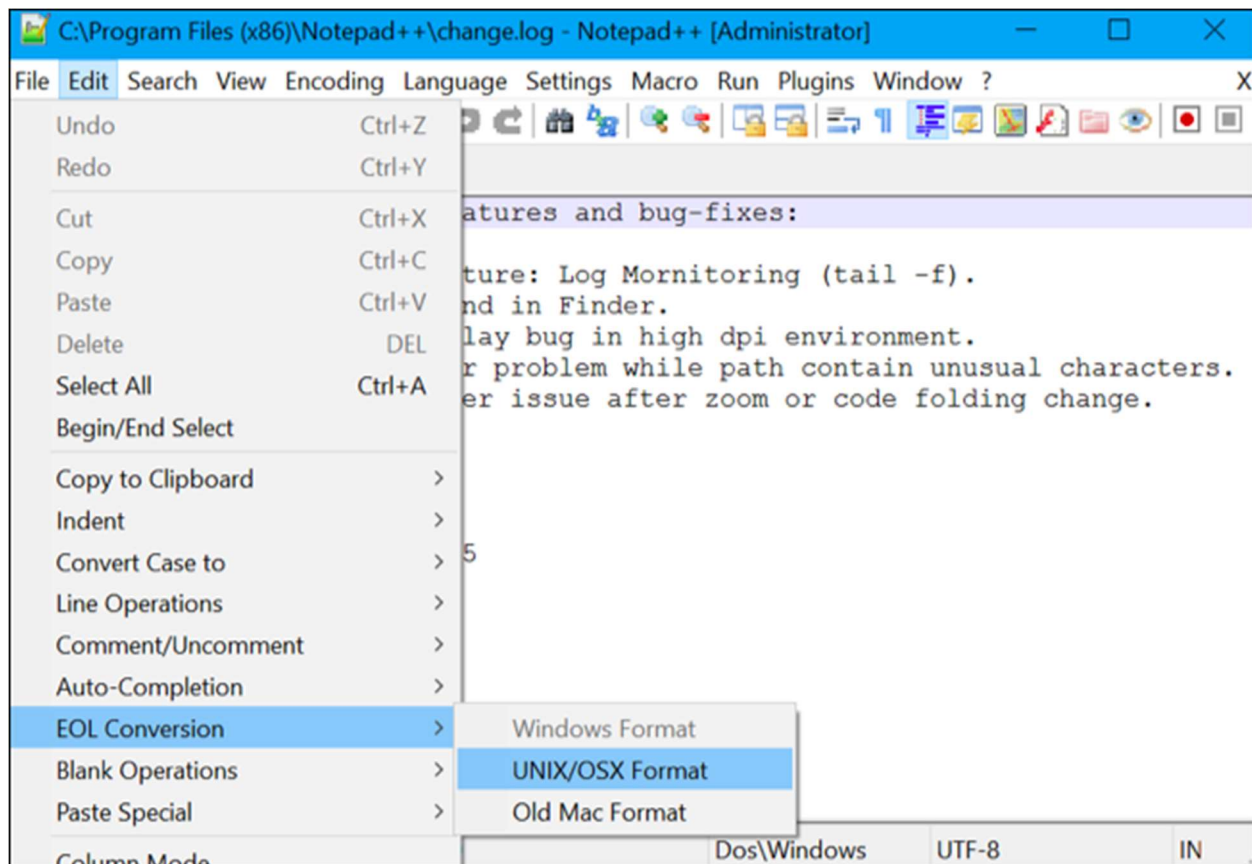 C:\Program Files (x86)\Notepad++\change.log - Notepad++ [Administrator]
File Edit Search View Encoding Language Settings Macro Run Plugins Window ? X
Undo Ctrl+Z
Redo Ctrl+Y
Cut Ctrl+X
Copy Ctrl+C
Paste Ctrl+V
Delete DEL
Select All Ctrl+A
Begin/End Select
Copy to Clipboard
Indent
Convert Case to
Line Operations
Comment/Uncomment
Auto-Completion
EOL Conversion
Blank Operations
Paste Special
Column Mode
atures and bug-fixes:
ture: Log Mornitoring (tail -f).
nd in Finder.
lay bug in high dpi environment.
r problem while path contain unusual characters.
er issue after zoom or code folding change.
5
Windows Format
UNIX/OSX Format
Old Mac Format
Dos\Windows UTF-8 IN